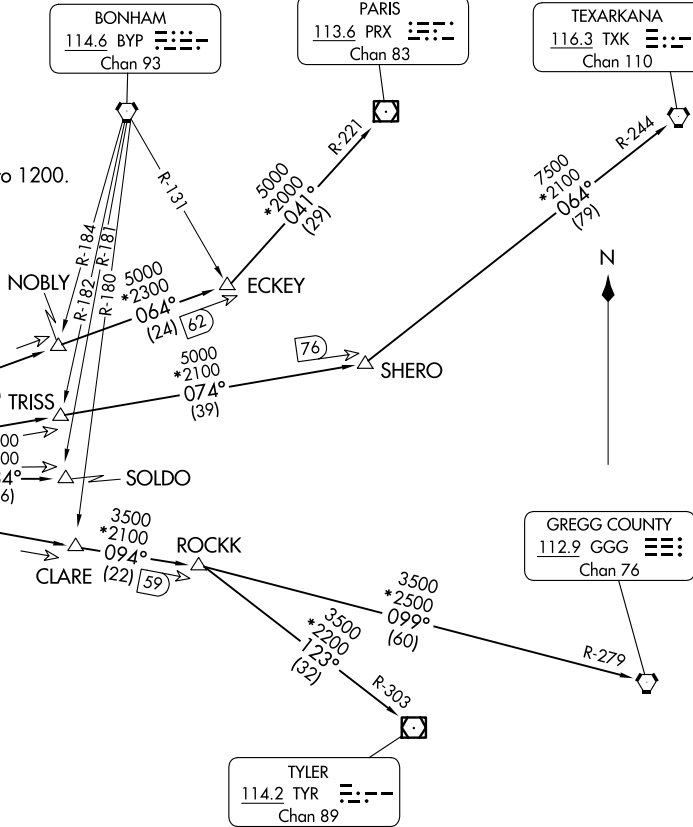 BONHAM
114.6 BYP
Chan 93
PARIS
113.6 PRX
Chan 83
TEXARKANA
116.3 TXK
Chan 110
o 1200.
R-131
R-184
R-181
R-182
R-180
R-221
5000
*2000
041°
(29)
R-244
7500
*2100
064°
(79)
N
NOBLY
5000
*2300
064°
(24)
62
ECKEY
5000
*2100
074°
(39)
76
SHERO
TRISS
00
00
4°
6)
SOLDO
3500
*2100
094°
(22)
59
CLARE
ROCKK
3500
*2500
099°
(60)
R-279
3500
*2200
123°
(32)
R-303
GREGG COUNTY
112.9 GGG
Chan 76
TYLER
114.2 TYR
Chan 89